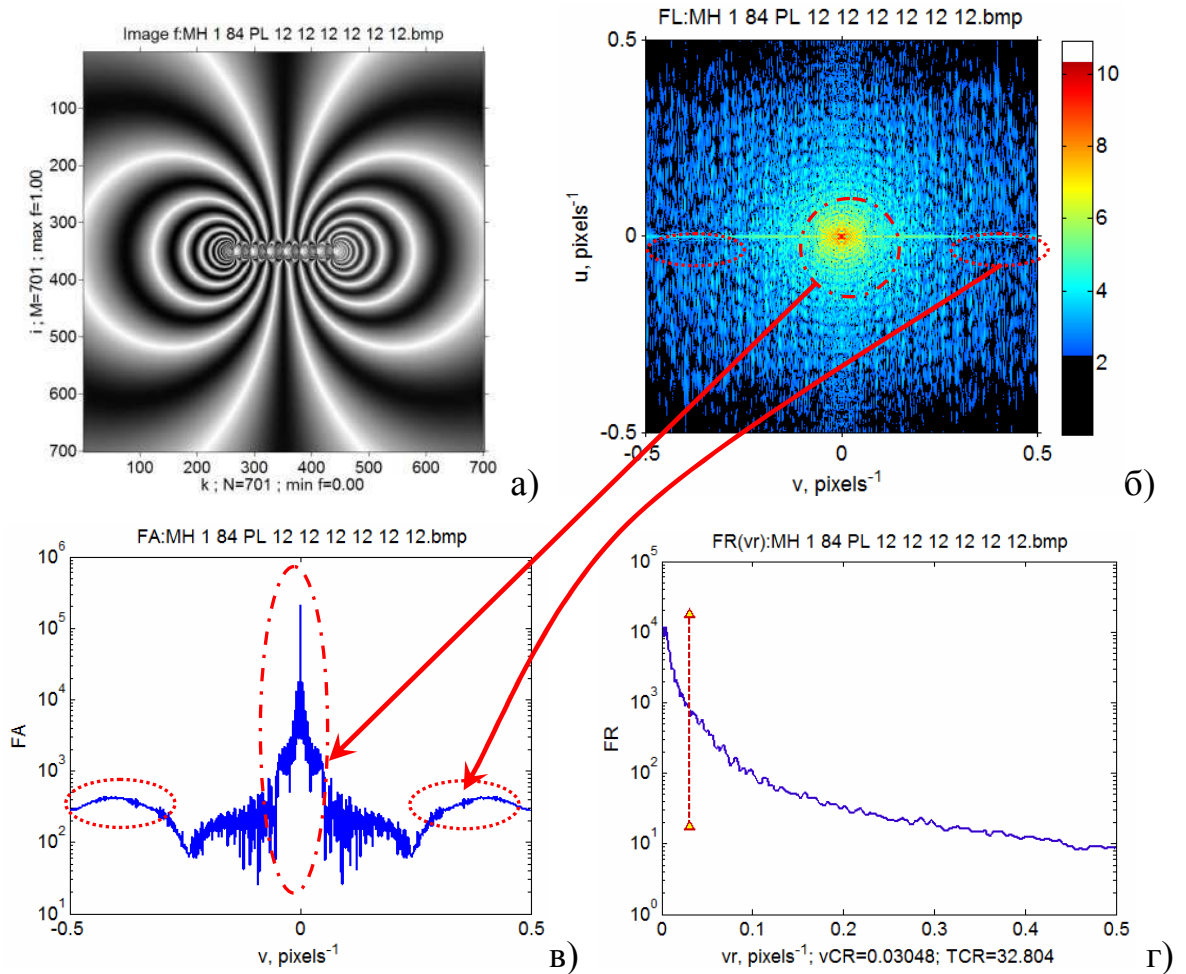 Image f:MH 1 84 PL 12 12 12 12 12 12.bmp
100
200
300
400
500
600
700
i ; M=701 ; max f=1.00
100 200 300 400 500 600 700
k ; N=701 ; min f=0.00
а)
FL:MH 1 84 PL 12 12 12 12 12 12.bmp
0.5
0
-0.5
u, pixels-1
-0.5 0 0.5
v, pixels-1
10
8
6
4
2
б)
FA:MH 1 84 PL 12 12 12 12 12 12.bmp
10^6
10^5
10^4
10^3
10^2
10^1
FA
-0.5 0 0.5
v, pixels-1
в)
FR(vr):MH 1 84 PL 12 12 12 12 12 12.bmp
10^5
10^4
10^3
10^2
10^1
10^0
FR
0 0.1 0.2 0.3 0.4 0.5
vr, pixels-1; vCR=0.03048; TCR=32.804
г)